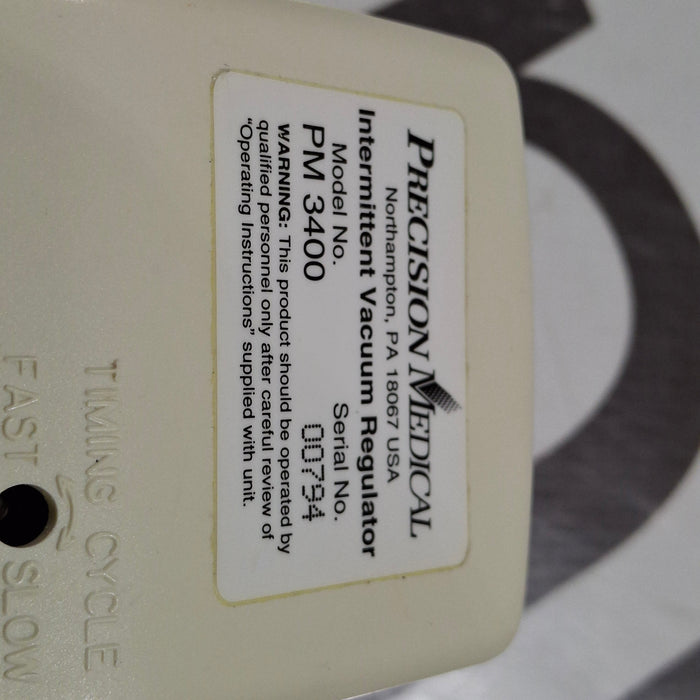 PRECISION MEDICAL
Northampton, PA 18067 USA
Intermittent Vacuum Regulator
Model No. Serial No.
PM 3400 00794
WARNING: This product should be operated by
qualified personnel only after careful review of
"Operating Instructions" supplied with unit.
TIMING CYCLE
FAST SLOW